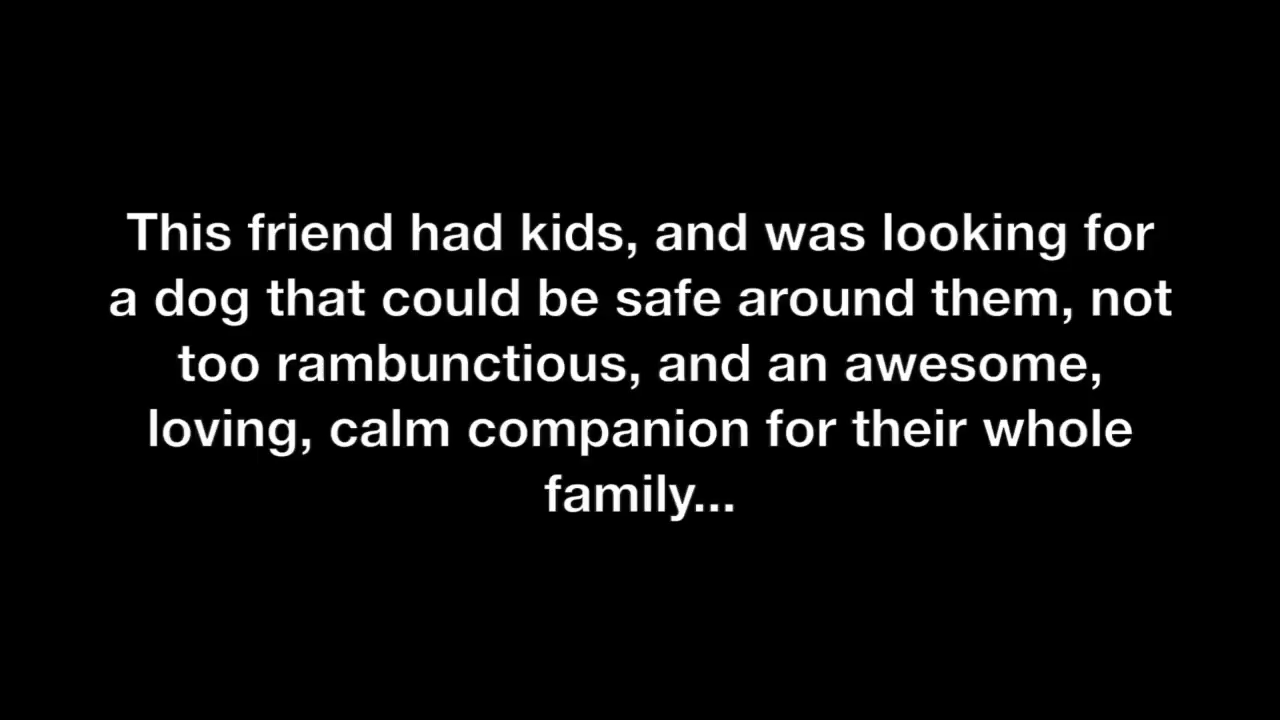 This friend had kids, and was looking for
a dog that could be safe around them, not
too rambunctious, and an awesome,
loving, calm companion for their whole
family...